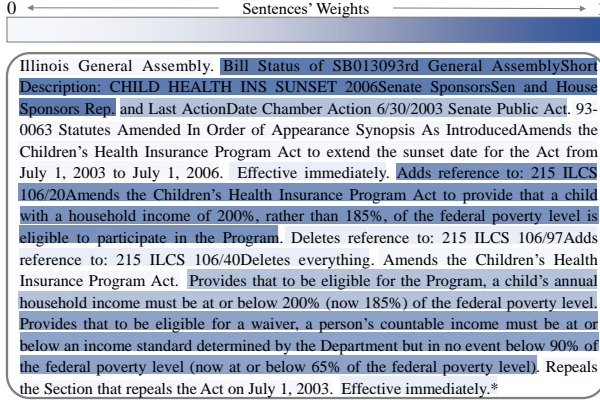 0 Sentences' Weights
Illinois General Assembly. Bill Status of SB013093rd General AssemblyShort
Description: CHILD HEALTH INS SUNSET 2006Senate SponsorsSen and House
Sponsors Rep. and Last ActionDate Chamber Action 6/30/2003 Senate Public Act. 93-
0063 Statutes Amended In Order of Appearance Synopsis As IntroducedAmends the
Children's Health Insurance Program Act to extend the sunset date for the Act from
July 1, 2003 to July 1, 2006. Effective immediately. Adds reference to: 215 ILCS
106/20Amends the Children's Health Insurance Program Act to provide that a child
with a household income of 200%, rather than 185%, of the federal poverty level is
eligible to participate in the Program. Deletes reference to: 215 ILCS 106/97Adds
reference to: 215 ILCS 106/40Deletes everything. Amends the Children's Health
Insurance Program Act. Provides that to be eligible for the Program, a child's annual
household income must be at or below 200% (now 185%) of the federal poverty level.
Provides that to be eligible for a waiver, a person's countable income must be at or
below an income standard determined by the Department but in no event below 90% of
the federal poverty level (now at or below 65% of the federal poverty level). Repeals
the Section that repeals the Act on July 1, 2003. Effective immediately.*